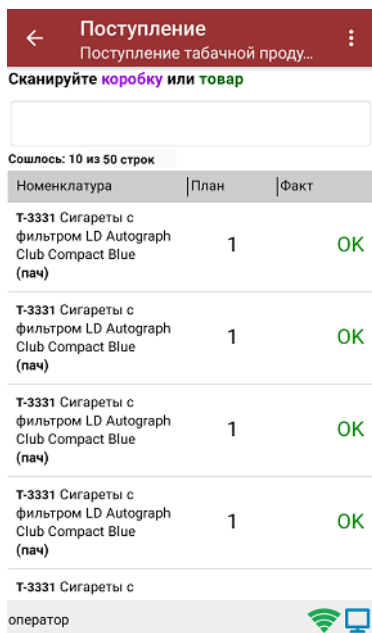 Поступление
Поступление табачной проду...
Сканируйте коробку или товар
Сошлось: 10 из 50 строк
Номенклатура План Факт
Т-3331 Сигареты с
фильтром LD Autograph
Club Compact Blue
(пач)
1 OK
Т-3331 Сигареты с
фильтром LD Autograph
Club Compact Blue
(пач)
1 OK
Т-3331 Сигареты с
фильтром LD Autograph
Club Compact Blue
(пач)
1 OK
Т-3331 Сигареты с
фильтром LD Autograph
Club Compact Blue
(пач)
1 OK
Т-3331 Сигареты с
оператор